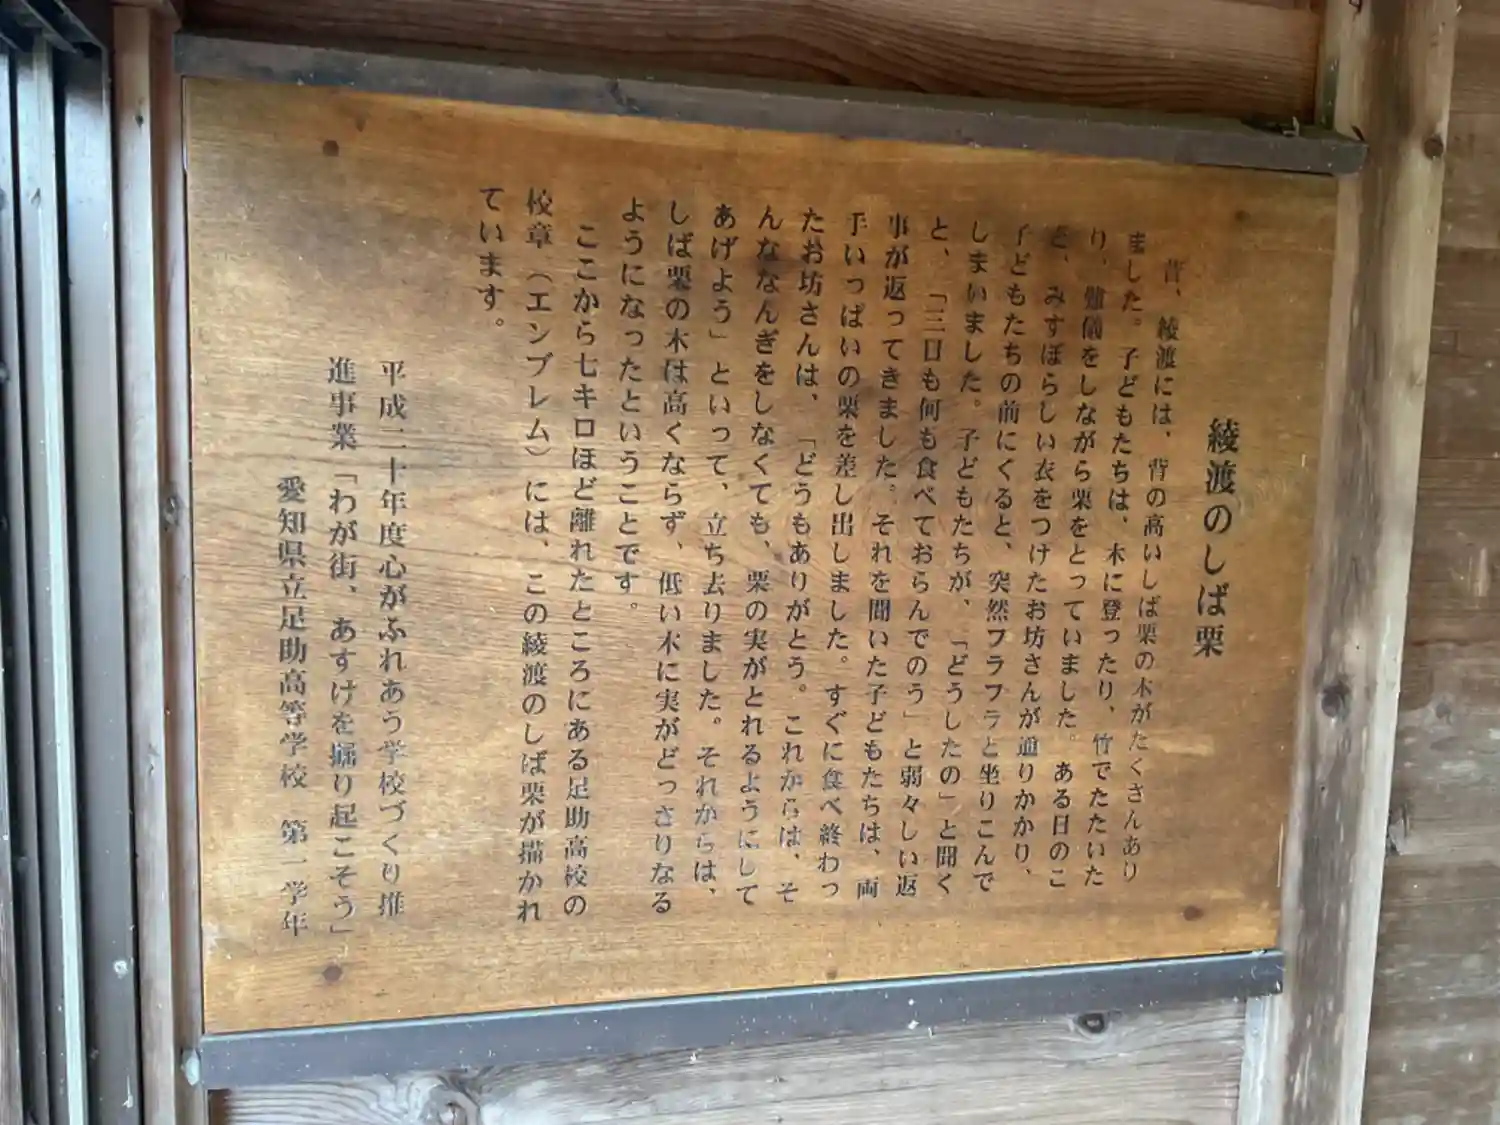 綾渡のしば栗
昔、綾渡には、背の高いしば栗の木がたくさんあり
ました。子どもたちは、木に登ったり、竹でたたいた
り、難儀をしながら栗をとっていました。ある日のこ
と、みすぼらしい衣をつけたお坊さんが通りかかり、
子どもたちの前にくると、突然フラフラと坐りこんで
しまいました。子どもたちが、「どうしたの」と聞く
と、「三日も何も食べておらんでのう」と弱々しい返
事が返ってきました。それを聞いた子どもたちは、両
手いっぱいの栗を差し出しました。すぐに食べ終わっ
たお坊さんは、「どうもありがとう。これからは、そ
んななんぎをしなくても、栗の実がとれるようにして
あげよう」といって、立ち去りました。それからは、
しば栗の木は高くならず、低い木に実がどっさりなる
ようになったということです。
ここから七キロほど離れたところにある足助高校の
校章（エンブレム）には、この綾渡のしば栗が描かれ
ています。
平成二十年度心がふれあう学校づくり推
進事業「わが街、あすけを掘り起こそう」
愛知県立足助高等学校　第一学年